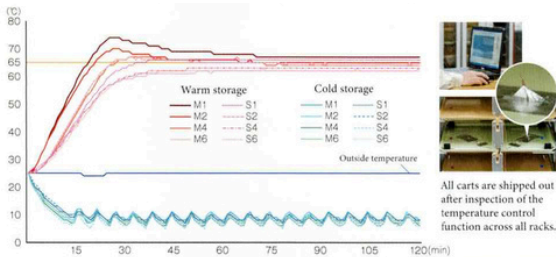 (℃)
80
70
65
60
50
40
30
20
10
0
Warm storage
M1 S1
M2 S2
M4 S4
M6 S6
Cold storage
M1 S1
M2 S2
M4 S4
M6 S6
Outside temperature
15 30 45 60 75 90 105 120(min)
All carts are shipped out
after inspection of the
temperature control
function across all racks.